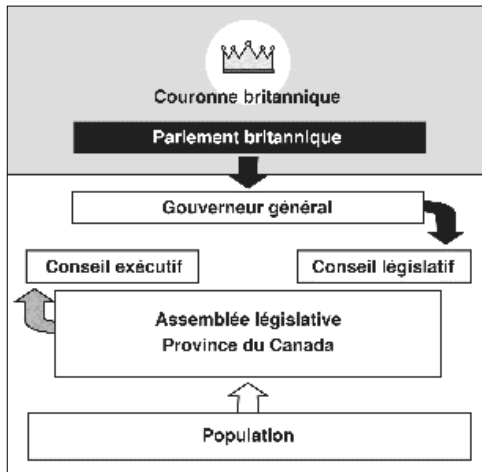 Couronne britannique
Parlement britannique
Gouverneur général
Conseil exécutif
Conseil législatif
Assemblée législative
Province du Canada
Population